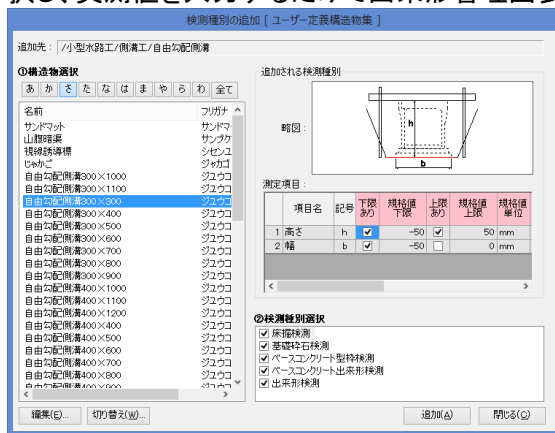 検測種別の追加 [ ユーザー定義構造物集 ]
追加先： /小型水路工/側溝工/自由勾配側溝
①構造物選択
あ か さ た な は ま や ら わ 全て
名前 フリガナ
サンドマット サンドマ
山腹暗渠 サンプク
視線誘導標 シセンユ
じゃかご ジャカゴ
自由勾配側溝300×1000 ジユウコ
自由勾配側溝300×1100 ジユウコ
自由勾配側溝300×300 ジユウコ
自由勾配側溝300×400 ジユウコ
自由勾配側溝300×500 ジユウコ
自由勾配側溝300×600 ジユウコ
自由勾配側溝300×700 ジユウコ
自由勾配側溝300×800 ジユウコ
自由勾配側溝300×900 ジユウコ
自由勾配側溝400×1000 ジユウコ
自由勾配側溝400×1100 ジユウコ
自由勾配側溝400×1200 ジユウコ
自由勾配側溝400×400 ジユウコ
自由勾配側溝400×500 ジユウコ
自由勾配側溝400×600 ジユウコ
自由勾配側溝400×700 ジユウコ
自由勾配側溝400×800 ジユウコ
自由勾配側溝400×900 ジユウコ
編集(E)... 切り替え(W)...
追加される検測種別
略図：
h
b
測定項目：
項目名 記号 下限あり 規格値下限 上限あり 規格値上限 規格値単位
1 高さ h -50 50 mm
2 幅 b -50 0 mm
②検測種別選択
床掘検測
基礎砕石検測
ベースコンクリート型枠検測
ベースコンクリート出来形検測
出来形検測
追加(A) 閉じる(C)